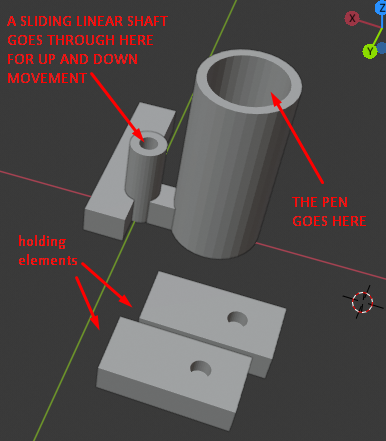 A SLIDING LINEAR SHAFT
GOES THROUGH HERE
FOR UP AND DOWN
MOVEMENT
Z
X
Y
THE PEN
GOES HERE
holding
elements